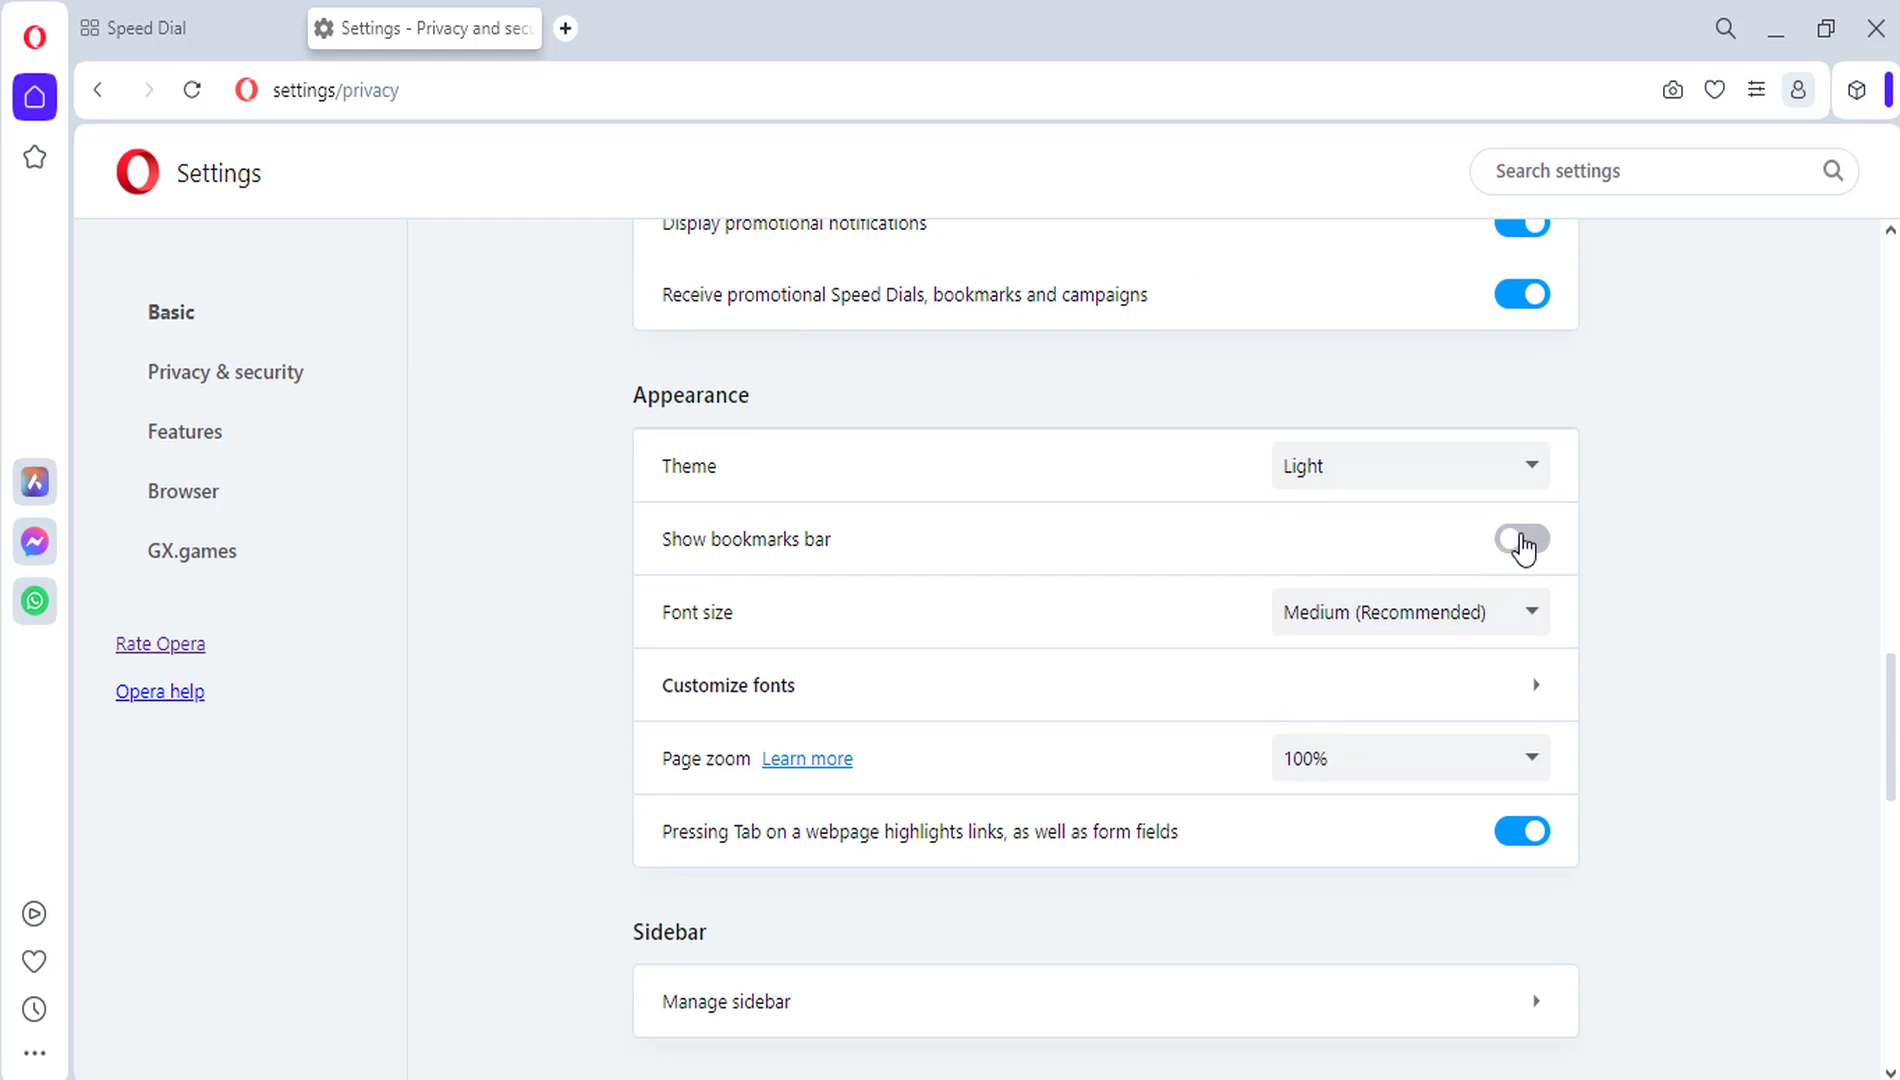 Speed Dial
Settings - Privacy and sec
settings/privacy
Settings
Search settings
Display promotional notifications
Receive promotional Speed Dials, bookmarks and campaigns
Basic
Privacy & security
Features
Browser
GX.games
Rate Opera
Opera help
Appearance
Theme
Light
Show bookmarks bar
Font size
Medium (Recommended)
Customize fonts
Page zoom Learn more
100%
Pressing Tab on a webpage highlights links, as well as form fields
Sidebar
Manage sidebar